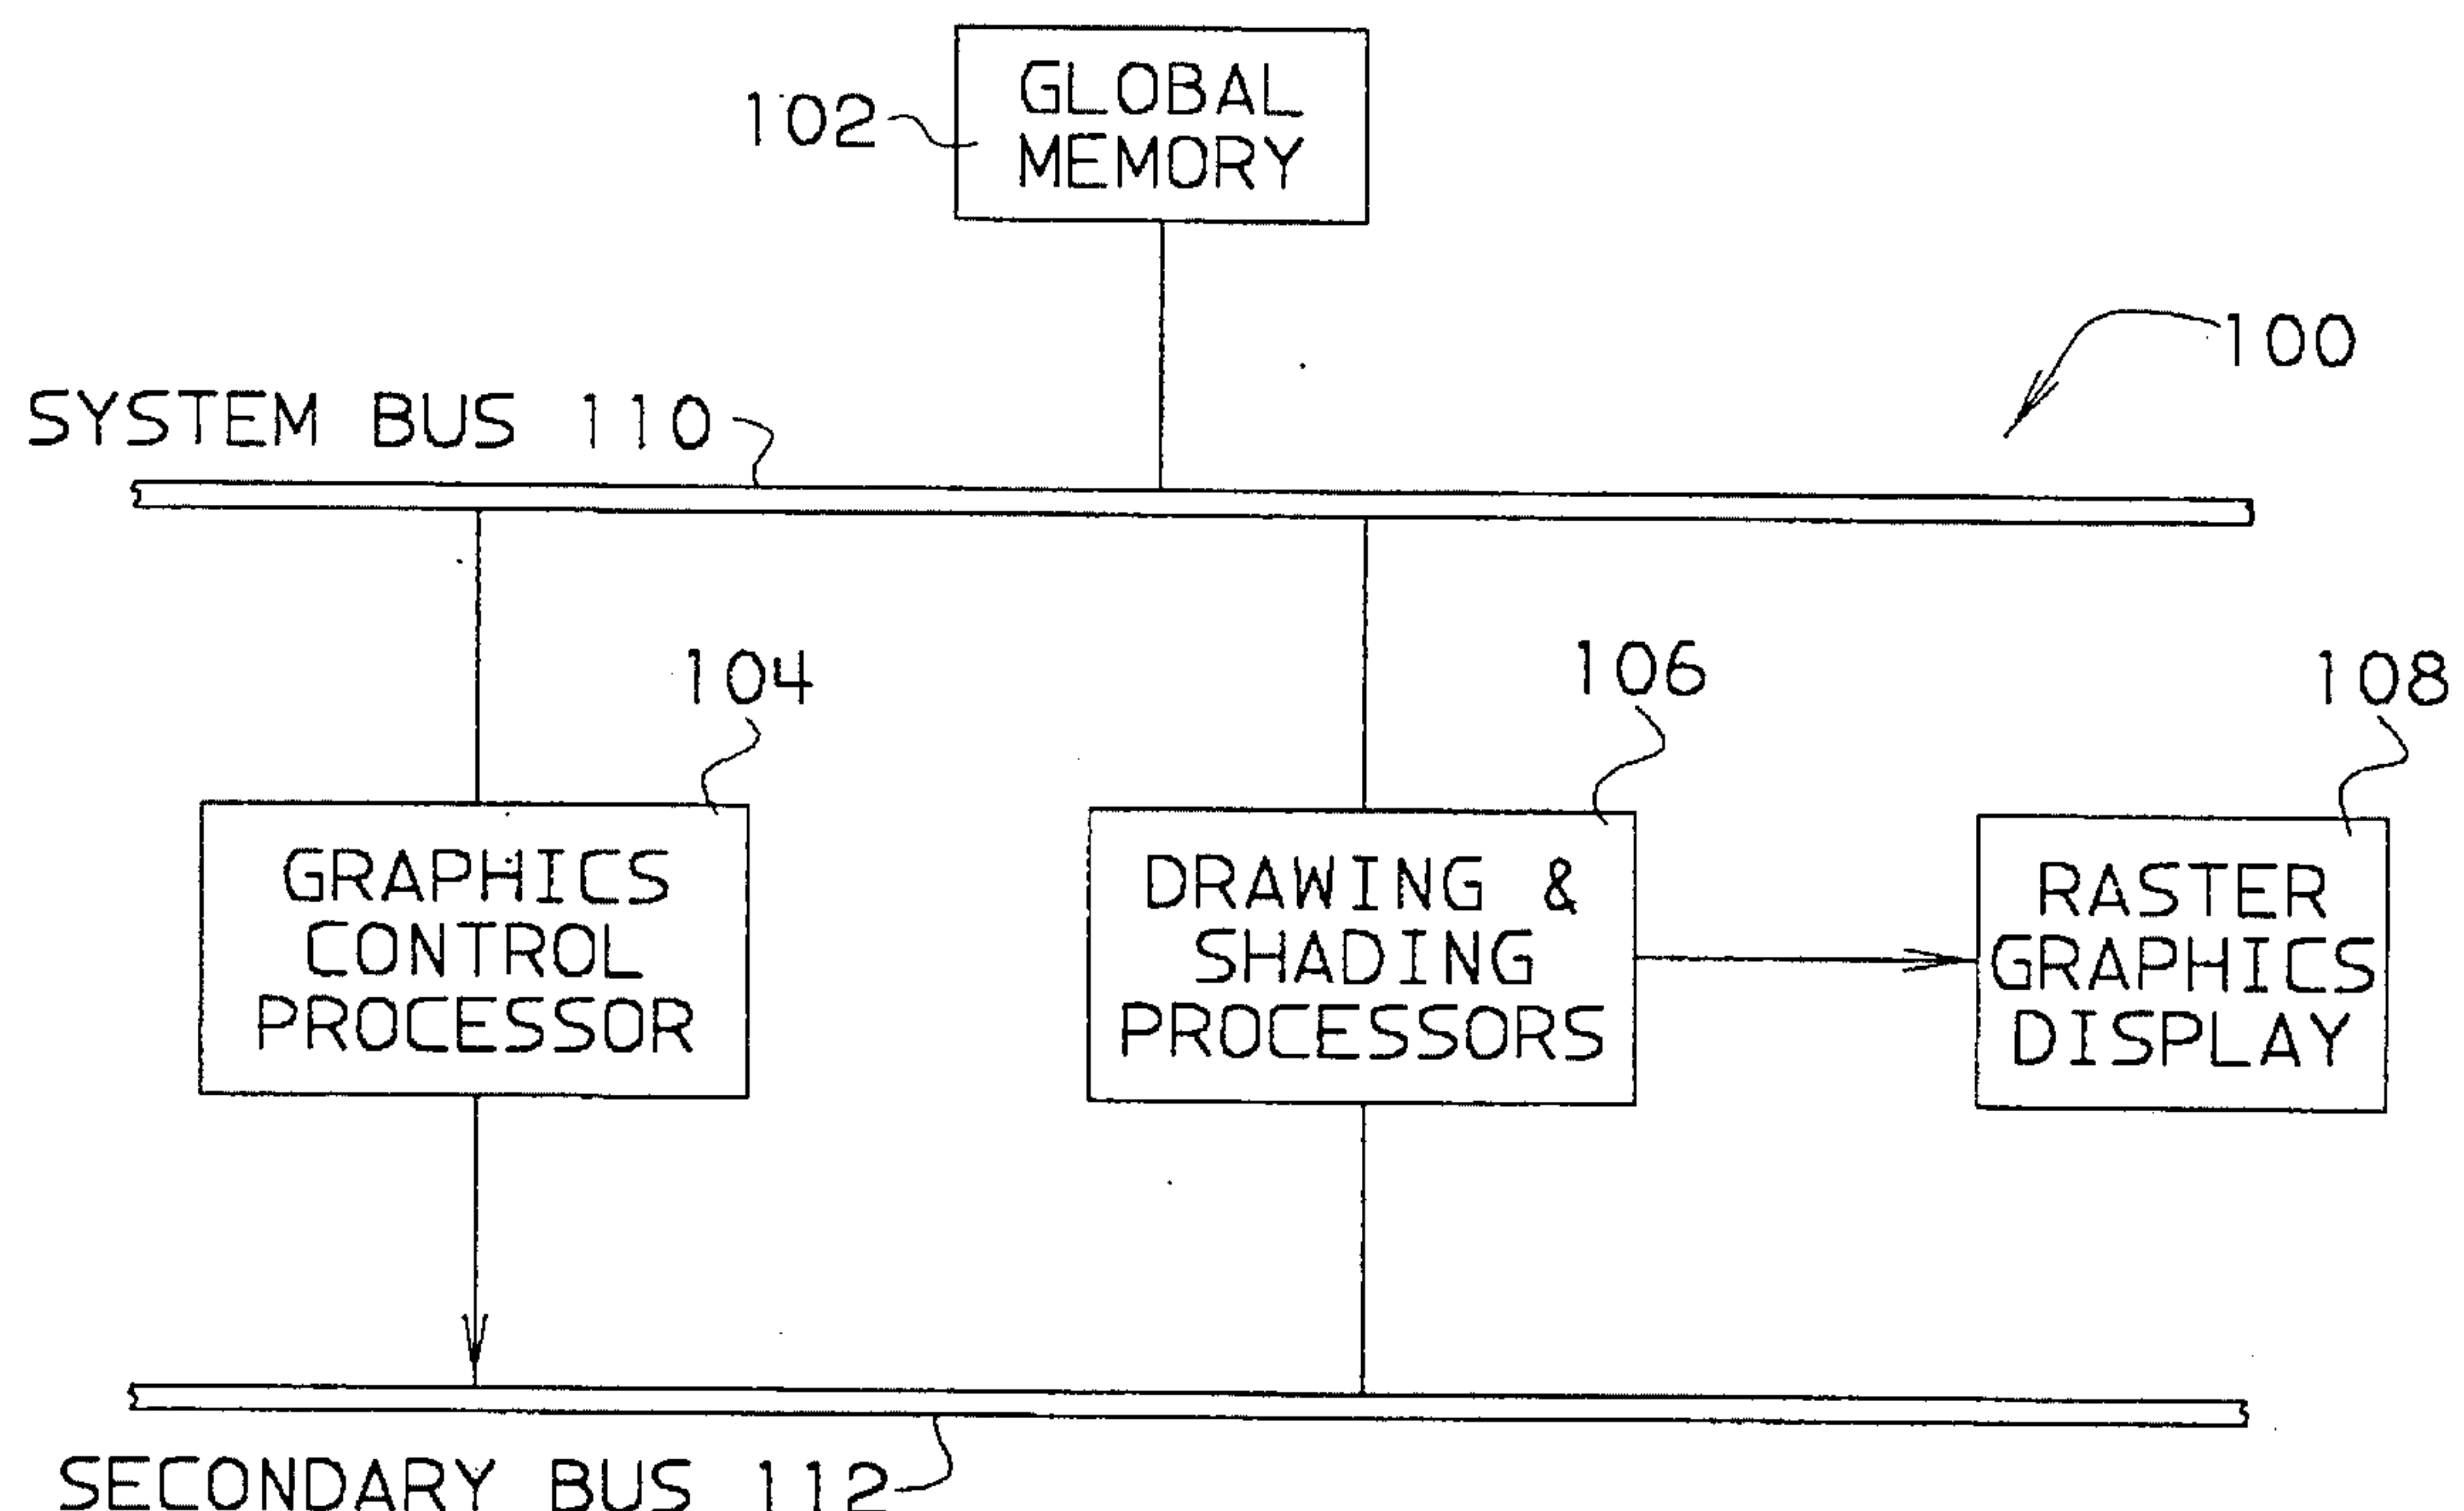 GLOBAL
MEMORY
102
100
SYSTEM BUS 110
104
106
108
GRAPHICS
CONTROL
PROCESSOR
DRAWING &
SHADING
PROCESSORS
RASTER
GRAPHICS
DISPLAY
SECONDARY BUS 112